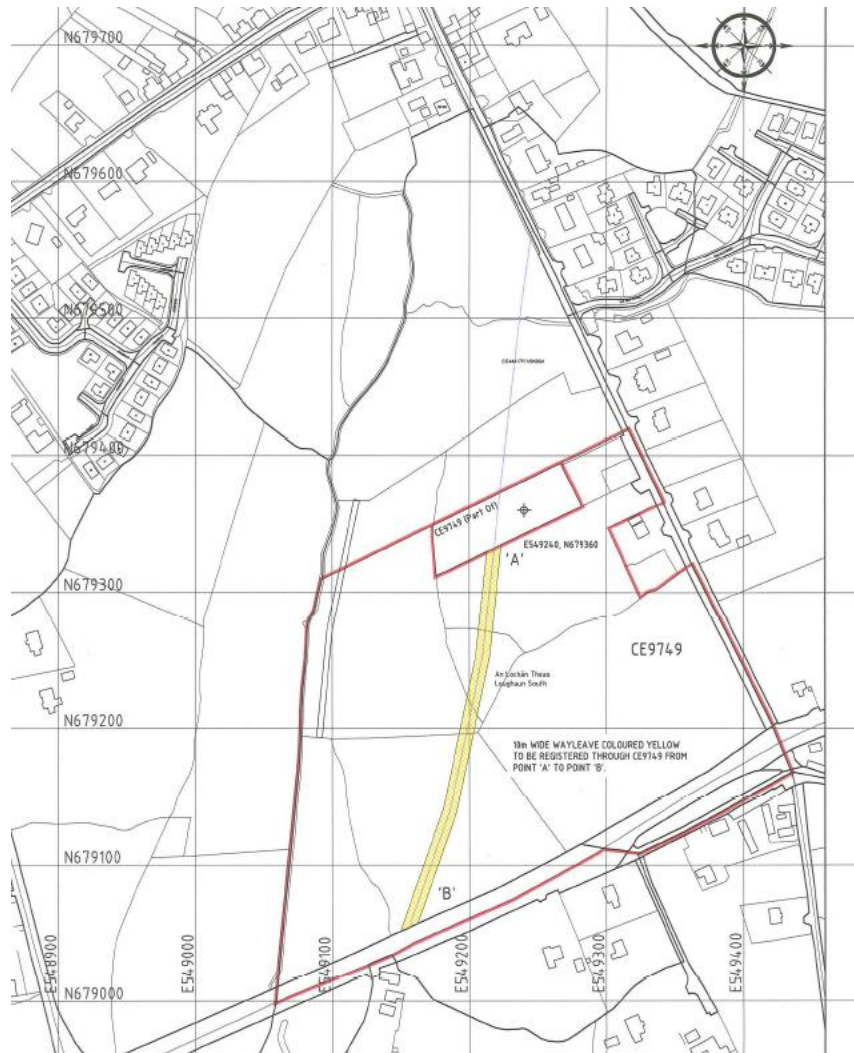 N679700
N679600
N679500
N679400
CE9749 (Part Of)
E549240, N679360
'A'
N679300
CE9749
An Lochán Theas
Loughaun South
N679200
10m WIDE WAYLEAVE COLOURED YELLOW
TO BE REGISTERED THROUGH CE9749 FROM
POINT 'A' TO POINT 'B'.
N679100
'B'
E548900
E549000
E549100
E549200
E549300
E549400
N679000